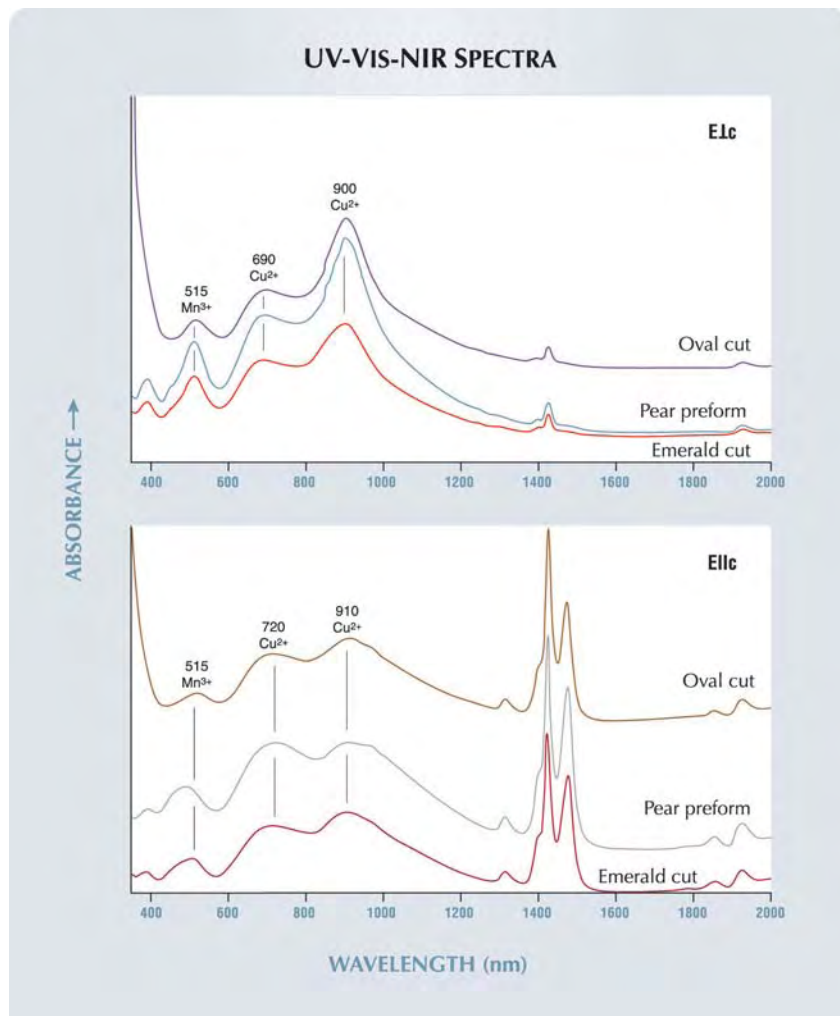 UV-VIS-NIR SPECTRA
E⊥c
900
Cu²⁺
690
Cu²⁺
515
Mn³⁺
Oval cut
Pear preform
Emerald cut
400 600 800 1000 1200 1400 1600 1800 2000
ABSORBANCE →
EIIc
910
Cu²⁺
720
Cu²⁺
515
Mn³⁺
Oval cut
Pear preform
Emerald cut
400 600 800 1000 1200 1400 1600 1800 2000
WAVELENGTH (nm)